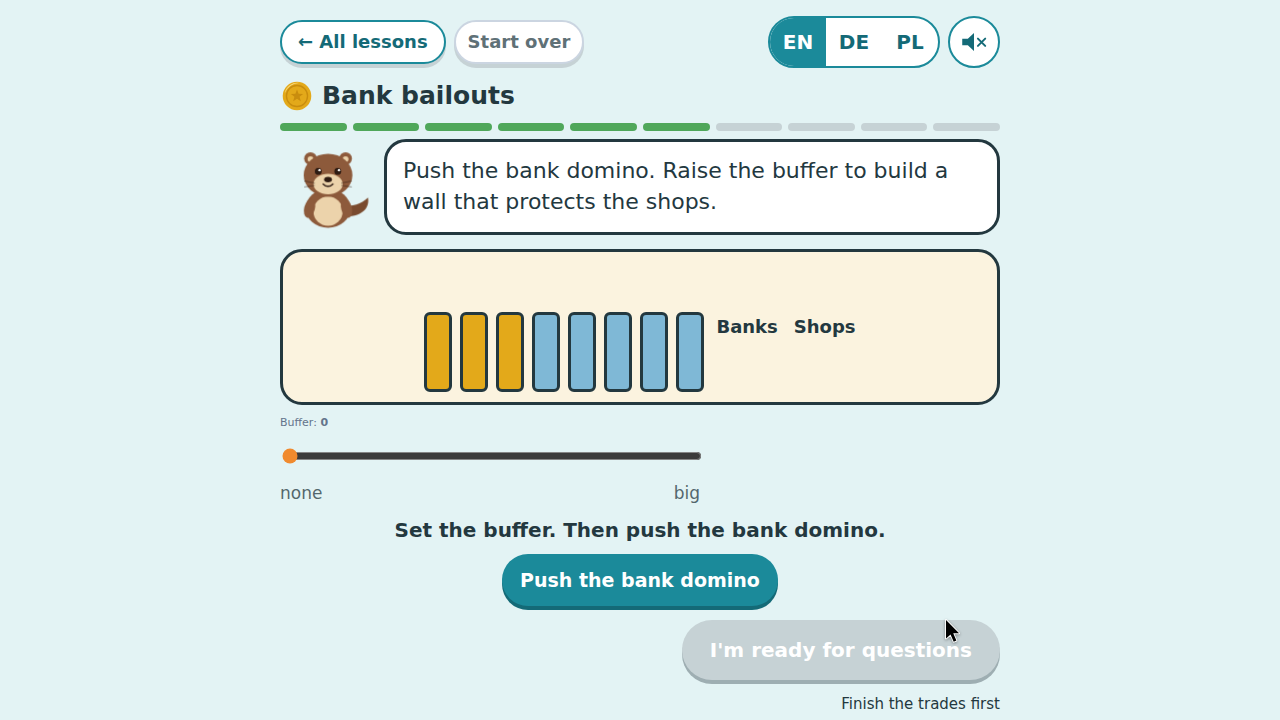 ← All lessons
Start over
EN DE PL
Bank bailouts
Push the bank domino. Raise the buffer to build a
wall that protects the shops.
Banks Shops
Buffer: 0
none
big
Set the buffer. Then push the bank domino.
Push the bank domino
I'm ready for questions
Finish the trades first